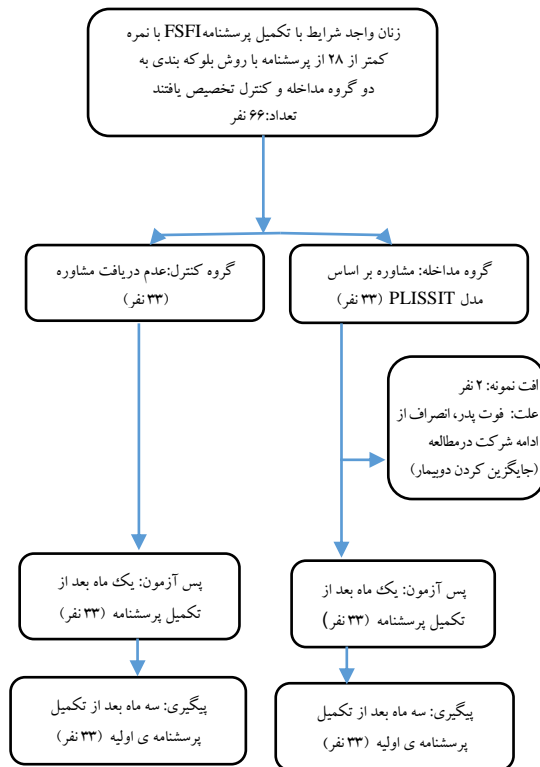 زنان واجد شرایط با تکمیل پرسشنامه FSFI با نمره
کمتر از ۲۸ از پرسشنامه با روش بلوکه بندی به
دو گروه مداخله و کنترل تخصیص یافتند
تعداد:۶۶ نفر
گروه مداخله: مشاوره بر اساس
مدل PLISSIT (۳۳ نفر)
گروه کنترل:عدم دریافت مشاوره
(۳۳ نفر)
افت نمونه: ۲ نفر
علت: فوت پدر، انصراف از
ادامه شرکت درمطالعه
(جایگزین کردن دوبیمار)
پس آزمون: یک ماه بعد از
تکمیل پرسشنامه (۳۳ نفر)
پس آزمون: یک ماه بعد از
تکمیل پرسشنامه (۳۳ نفر)
پیگیری: سه ماه بعد از تکمیل
پرسشنامه ی اولیه (۳۳ نفر)
پیگیری: سه ماه بعد از تکمیل
پرسشنامه ی اولیه (۳۳ نفر)